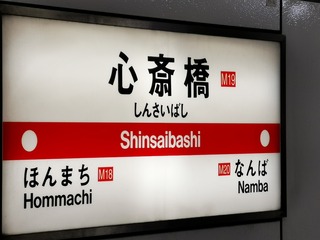 心斎橋 M19
しんさいばし
Shinsaibashi
ほんまち M18
Hommachi
M20 なんば
Namba